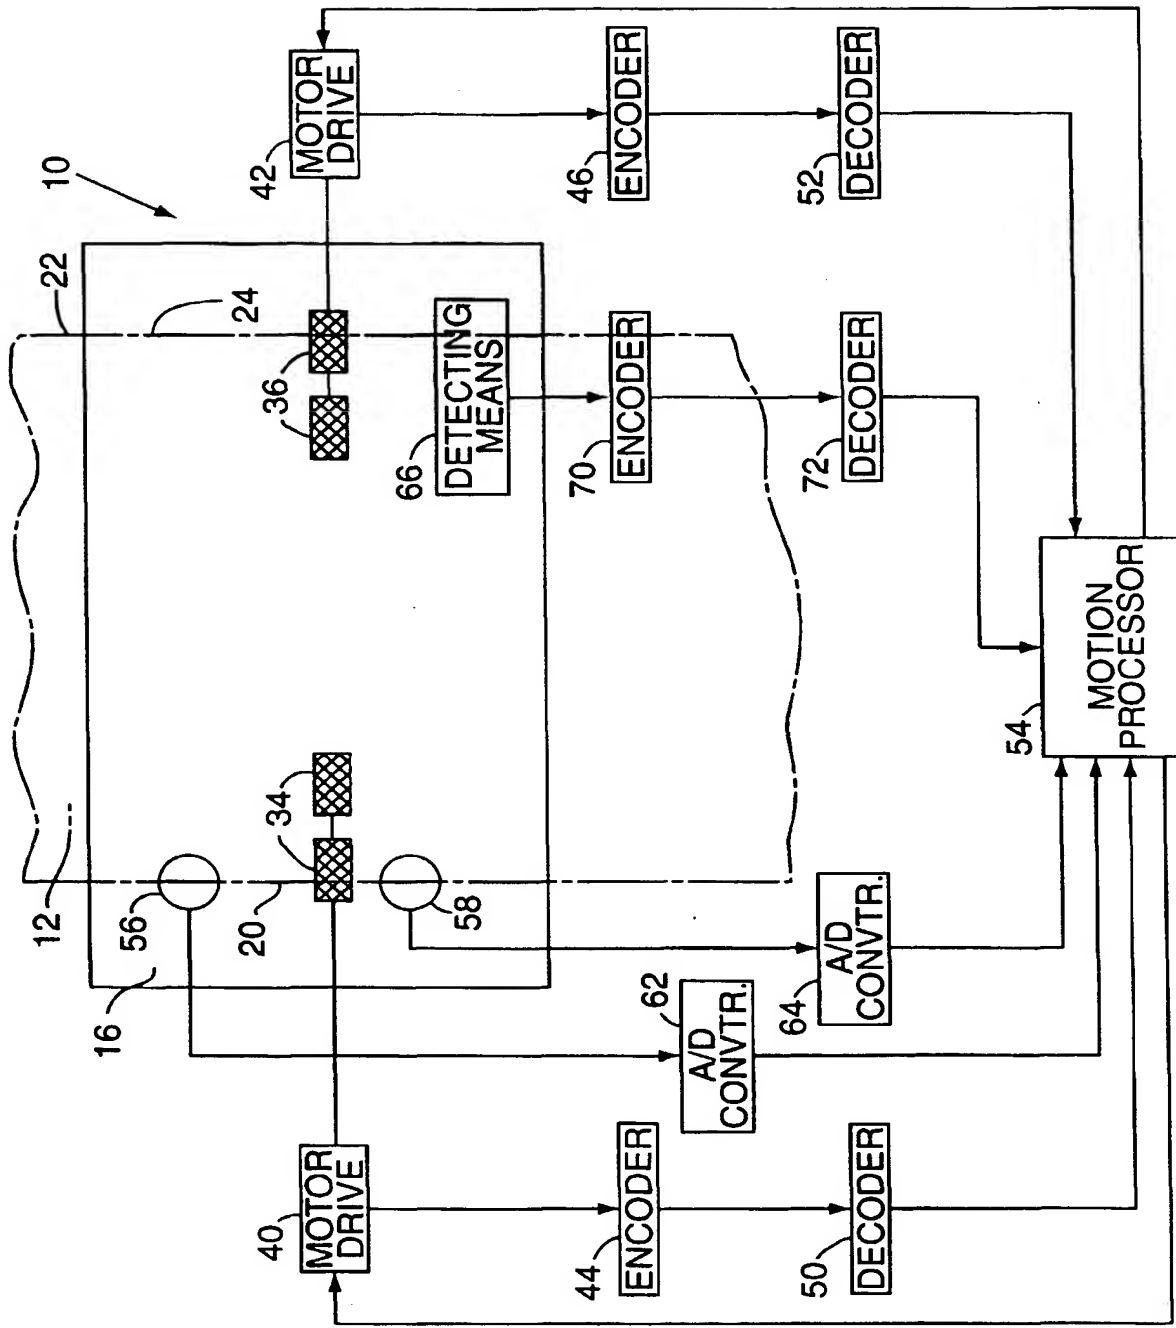 10
22
24
12
16
56
20
34
58
36
DETECTING
MEANS
66
MOTOR
DRIVE
40
MOTOR
DRIVE
42
ENCODER
44
A/D
CONVTR.
62
A/D
CONVTR.
64
ENCODER
70
ENCODER
46
DECODER
50
DECODER
72
DECODER
52
MOTION
PROCESSOR
54